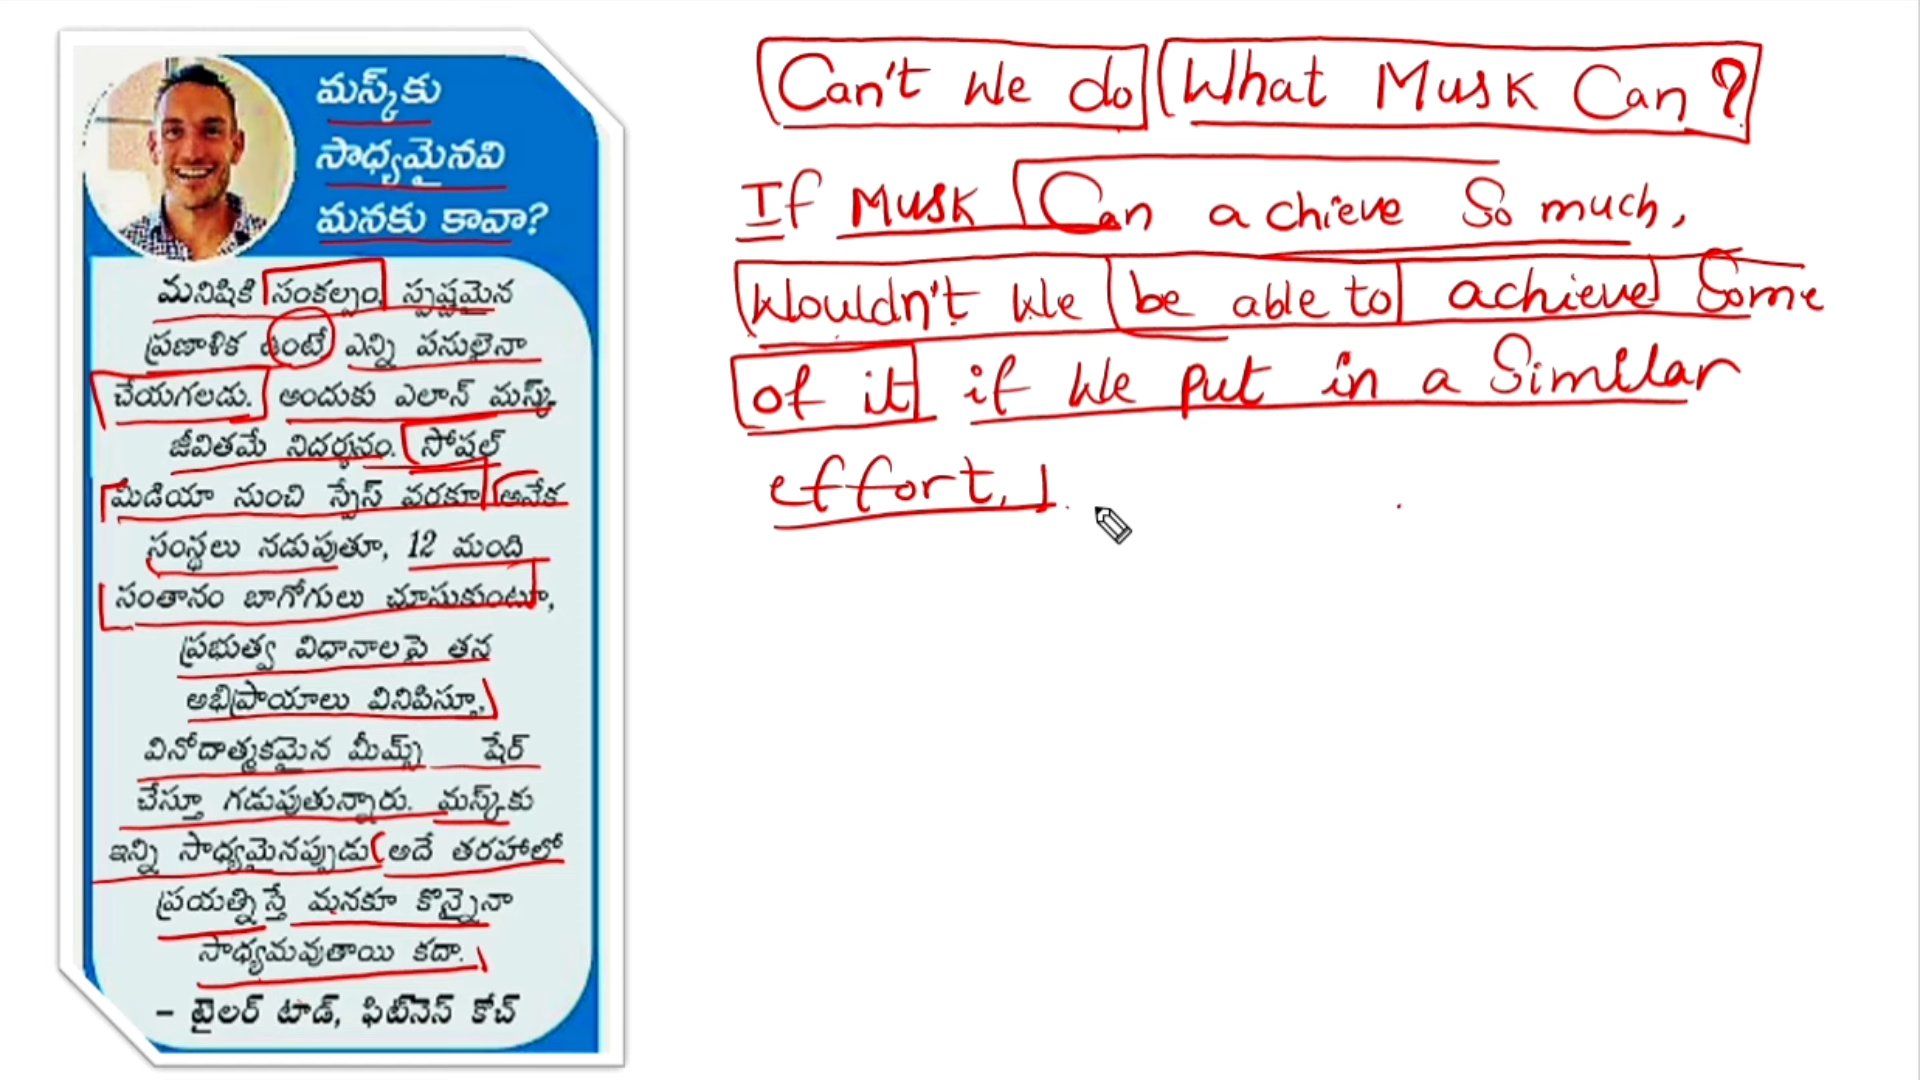 మస్క్‌కు
సాధ్యమైనవి
మనకు కావా?
మనిషికి సంకల్పం, స్పష్టమైన
ప్రణాళిక ఉంటే ఎన్ని పనులైనా
చేయగలడు. అందుకు ఎలాన్ మస్క్
జీవితమే నిదర్శనం. సోషల్
మీడియా నుంచి స్పేస్ వరకూ అనేక
సంస్థలు నడుపుతూ, 12 మంది
సంతానం బాగోగులు చూసుకుంటూ,
ప్రభుత్వ విధానాలపై తన
అభిప్రాయాలు వినిపిస్తూ,
వినోదాత్మకమైన మీమ్స్ షేర్
చేస్తూ గడుపుతున్నారు. మస్క్‌కు
ఇన్ని సాధ్యమైనప్పుడు అదే తరహాలో
ప్రయత్నిస్తే మనకూ కొన్నైనా
సాధ్యమవుతాయి కదా.
– టైలర్ టాడ్, ఫిట్‌నెస్ కోచ్
Can't We do What Musk Can?
If Musk Can achieve So much,
Wouldn't We be able to achieve Some
of it if We put in a Similar
effort.